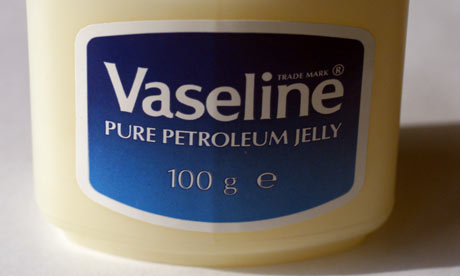 TRADE MARK ®
Vaseline
PURE PETROLEUM JELLY
100 g ℮